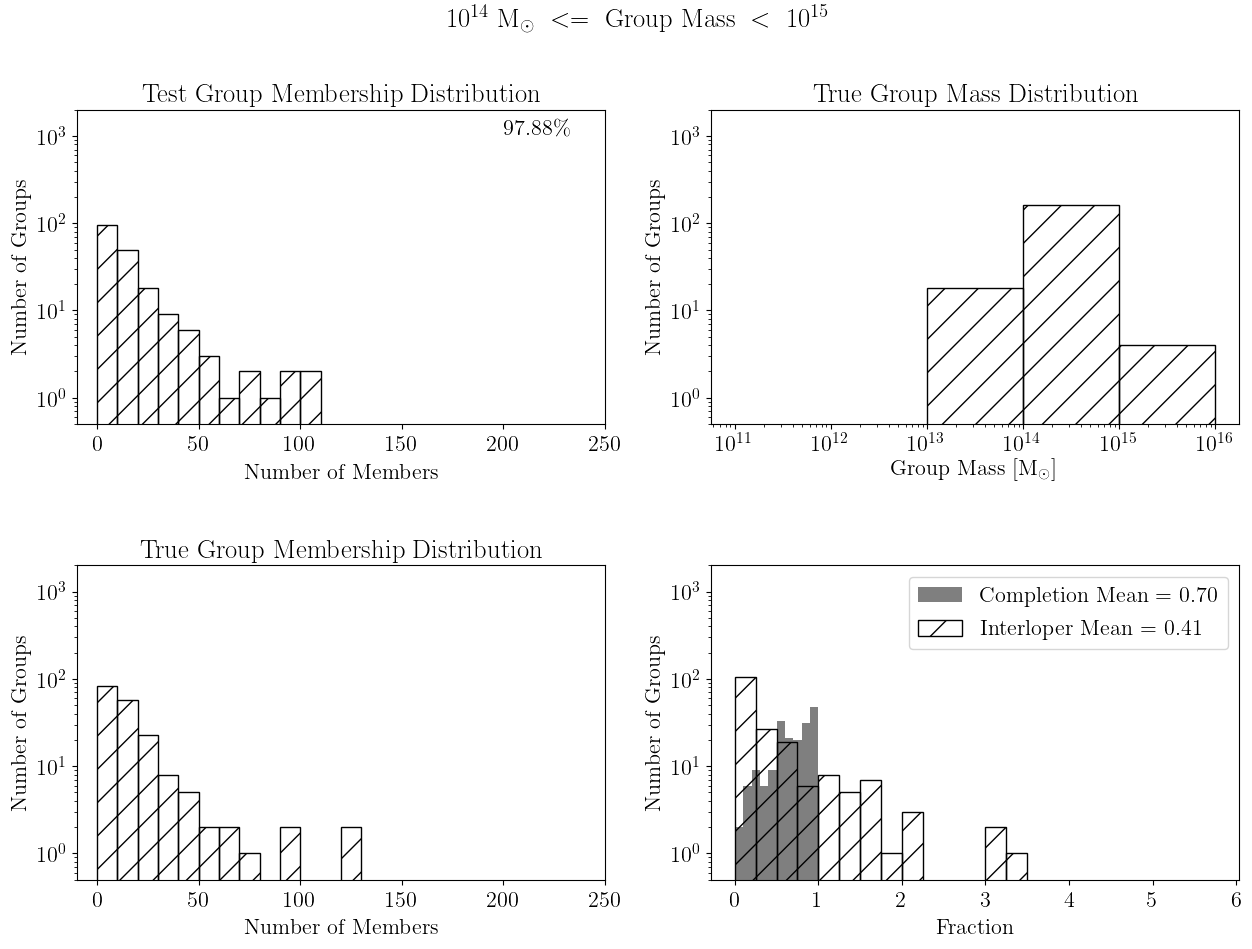 10^14 M_⊙ <= Group Mass < 10^15
Test Group Membership Distribution
97.88%
10^3
10^2
10^1
10^0
Number of Groups
0 50 100 150 200 250
Number of Members
True Group Mass Distribution
10^3
10^2
10^1
10^0
Number of Groups
10^11 10^12 10^13 10^14 10^15 10^16
Group Mass [M_⊙]
True Group Membership Distribution
10^3
10^2
10^1
10^0
Number of Groups
0 50 100 150 200 250
Number of Members
Completion Mean = 0.70
Interloper Mean = 0.41
10^3
10^2
10^1
10^0
Number of Groups
0 1 2 3 4 5 6
Fraction